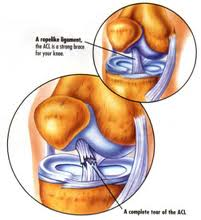 A ropelike ligament,
the ACL is a strong brace
for your knee.
A complete tear of the ACL